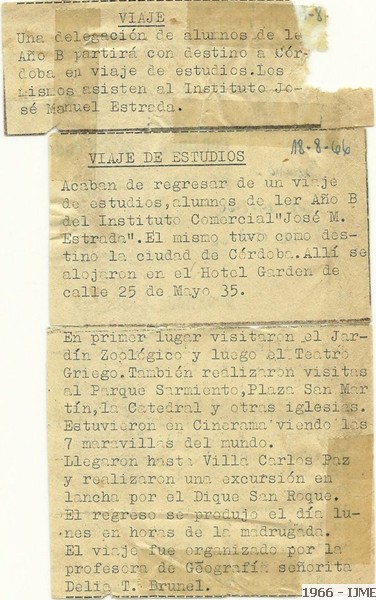 VIAJE
-8-
Una delegación de alumnos de 1e
Año B partirá con destino a Cór-
doba en viaje de estudios.Los
mismos asisten al Instituto Jo-
sé Manuel Estrada.
18-8-66
VIAJE DE ESTUDIOS
Acaban de regresar de un viaje
de estudios,alumnos de 1er Año B
del Instituto Comercial"José M.
Estrada".El mismo tuvo como des-
tino la ciudad de Córdoba.Allí se
alojaron en el Hotel Garden de
calle 25 de Mayo 35.
En primer lugar visitaron el Jar-
dín Zoológico y luego el Teatro
Griego.También realizaron visitas
al Parque Sarmiento,Plaza San Mar
tín,la Catedral y otras iglesias.
Estuvieron en Cinerama viendo las
7 maravillas del mundo.
Llegaron hasta Villa Carlos Paz
y realizaron una excursión en
lancha por el Dique San Roque.
El regreso se produjo el día lu-
nes en horas de la madrugada.
El viaje fue organizado por la
profesora de Geografía señorita
Delia T. Brunel.
1966 - IJME